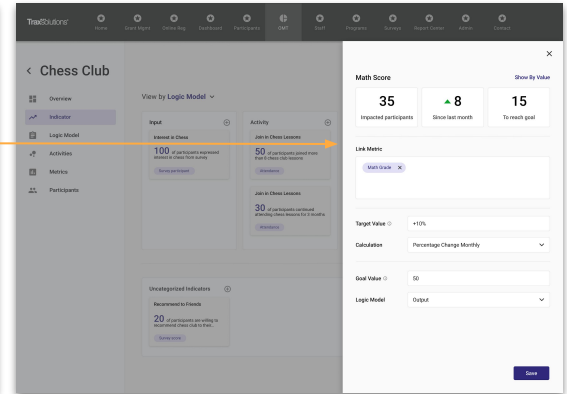 TraxSolutions
Home
Event Mgmt
Online Reg
Dashboard
Participants
OMT
Staff
Programs
Surveys
Report Center
Admin
Contact
Chess Club
Overview
Indicator
Logic Model
Activities
Metrics
Participants
View by Logic Model
Input
Interest in Chess
100 of participants expressed
interest in chess from survey
Survey participant
Activity
Join in Chess Lessons
50 of participants joined more
than 8 chess club lessons
Attendance
Join in Chess Lessons
30 of participants continued
attending chess lessons for 3 months
Attendance
Uncategorized Indicators
Recommend to Friends
20 of participants are willing to
recommend chess club to their..
Survey score
Math Score
Show By Value
35
Impacted participants
8
Since last month
15
To reach goal
Link Metric
Math Grade
Target Value
+10%
Calculation
Percentage Change Monthly
Goal Value
50
Logic Model
Output
Save